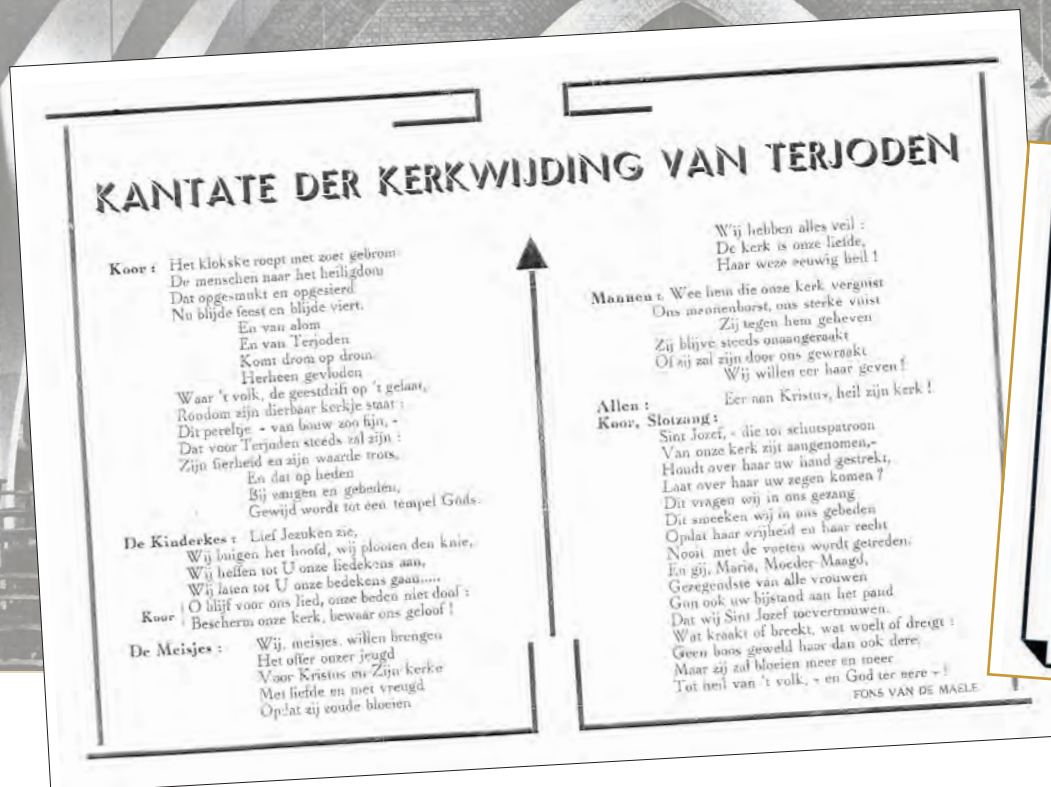 KANTATE DER KERKWIJDING VAN TERJODEN
Koor : Het klokske roept met zoet gebrom
De menschen naar het heiligdom
Dat opgesmukt en opgesierd
Nu blijde feest en blijde viert.
En van alom
En van Terjoden
Komt drom op drom
Herheen gevloden
Waar 't volk, de geestdrift op 't gelaat,
Rondom zijn dierbaar kerkje staat :
Dit pereltje - van bouw zoo fijn, -
Dat voor Terjoden steeds zal zijn :
Zijn fierheid en zijn waarde trots,
En dat op heden
Bij zangen en gebeden,
Gewijd wordt tot een tempel Gods.
De Kinderkes : Lief Jezuken zie,
Wij buigen het hoofd, wij plooien den knie,
Wij heffen tot U onze liedekens aan,
Wij laten tot U onze bedekens gaan.....
Koor : O blijf voor ons lied, onze beden niet doof :
Bescherm onze kerk, bewaar ons geloof !
De Meisjes : Wij, meisjes, willen brengen
Het offer onzer jeugd
Voor Kristus en Zijn kerke
Met liefde en met vreugd
Opdat zij zoude bloeien
Wij hebben alles veil :
De kerk is onze liefde,
Haar weze eeuwig heil !
Mannen : Wee hem die onze kerk verguist
Ons mannenborst, ons sterke vuist
Zij tegen hem geheven
Zij blijve steeds onaangeraakt
Of zij zal zijn door ons gewraakt
Wij willen eer haar geven !
Allen : Eer aan Kristus, heil zijn kerk !
Koor, Slotzang :
Sint Jozef, - die tot schutspatroon
Van onze kerk zijt aangenomen,-
Houdt over haar uw hand gestrekt,
Laat over haar uw zegen komen !
Dit vragen wij in ons gezang
Dit smeeken wij in ons gebeden
Opdat haar vrijheid en haar recht
Nooit met de voeten wordt getreden.
En gij, Maria, Moeder-Maagd,
Gezegendste van alle vrouwen
Gun ook uw bijstand aan het pand
Dat wij Sint Jozef toevertrouwen.
Wat kraakt of breekt, wat woelt of dreigt :
Geen boos geweld haar dan ook dere,
Maar zij zal bloeien meer en meer
Tot heil van 't volk, - en God ter eere - !
FONS VAN DE MAELE